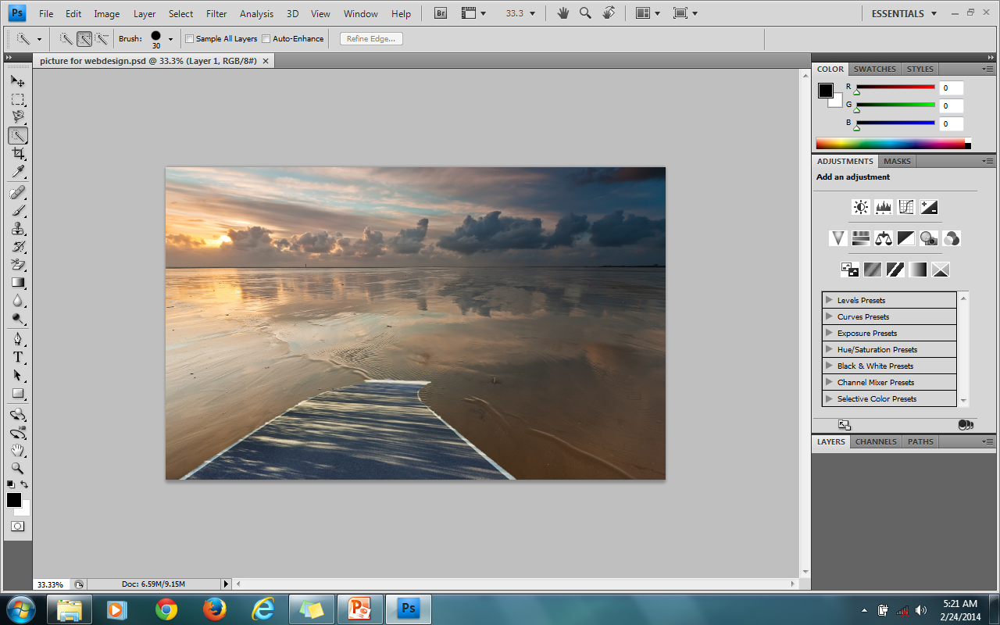 Ps File Edit Image Layer Select Filter Analysis 3D View Window Help Br 33.3 ESSENTIALS
Brush: 30 Sample All Layers Auto-Enhance Refine Edge...
picture for webdesign.psd @ 33.3% (Layer 1, RGB/8#)
COLOR SWATCHES STYLES
R 0
G 0
B 0
ADJUSTMENTS MASKS
Add an adjustment
Levels Presets
Curves Presets
Exposure Presets
Hue/Saturation Presets
Black & White Presets
Channel Mixer Presets
Selective Color Presets
LAYERS CHANNELS PATHS
T
33.33% Doc: 6.59M/9.15M
P Ps
5:21 AM
2/24/2014